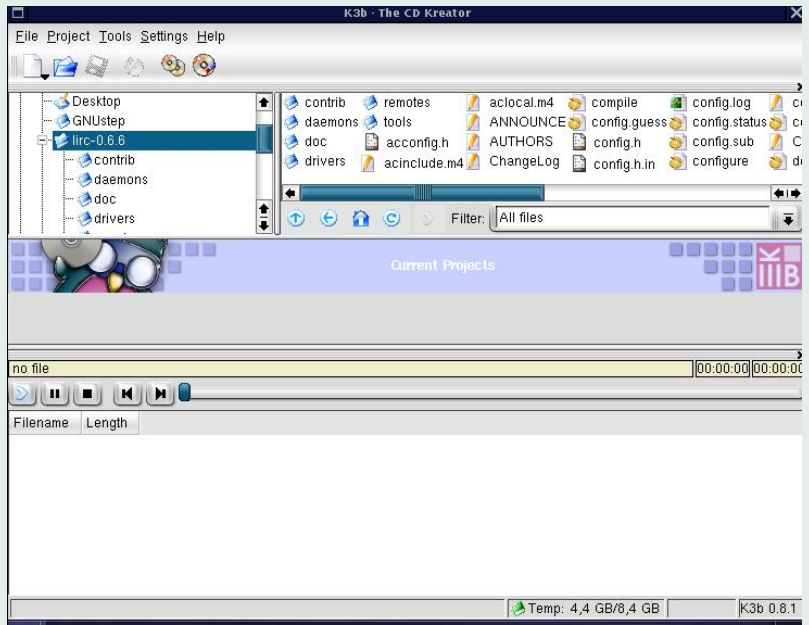 K3b - The CD Kreator
File Project Tools Settings Help
Desktop
GNUstep
lirc-0.6.6
contrib
daemons
doc
drivers
contrib remotes aclocal.m4 compile config.log
daemons tools ANNOUNCE config.guess config.status
doc acconfig.h AUTHORS config.h config.sub
drivers acinclude.m4 ChangeLog config.h.in configure
Filter: All files
Current Projects
K3B
no file 00:00:00 00:00:00
Filename Length
Temp: 4,4 GB/8,4 GB K3b 0.8.1